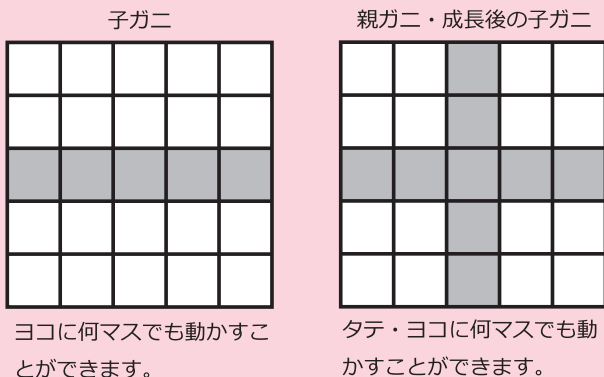 子ガニ
ヨコに何マスでも動かすこ
とができます。
親ガニ・成長後の子ガニ
タテ・ヨコに何マスでも動
かすことができます。